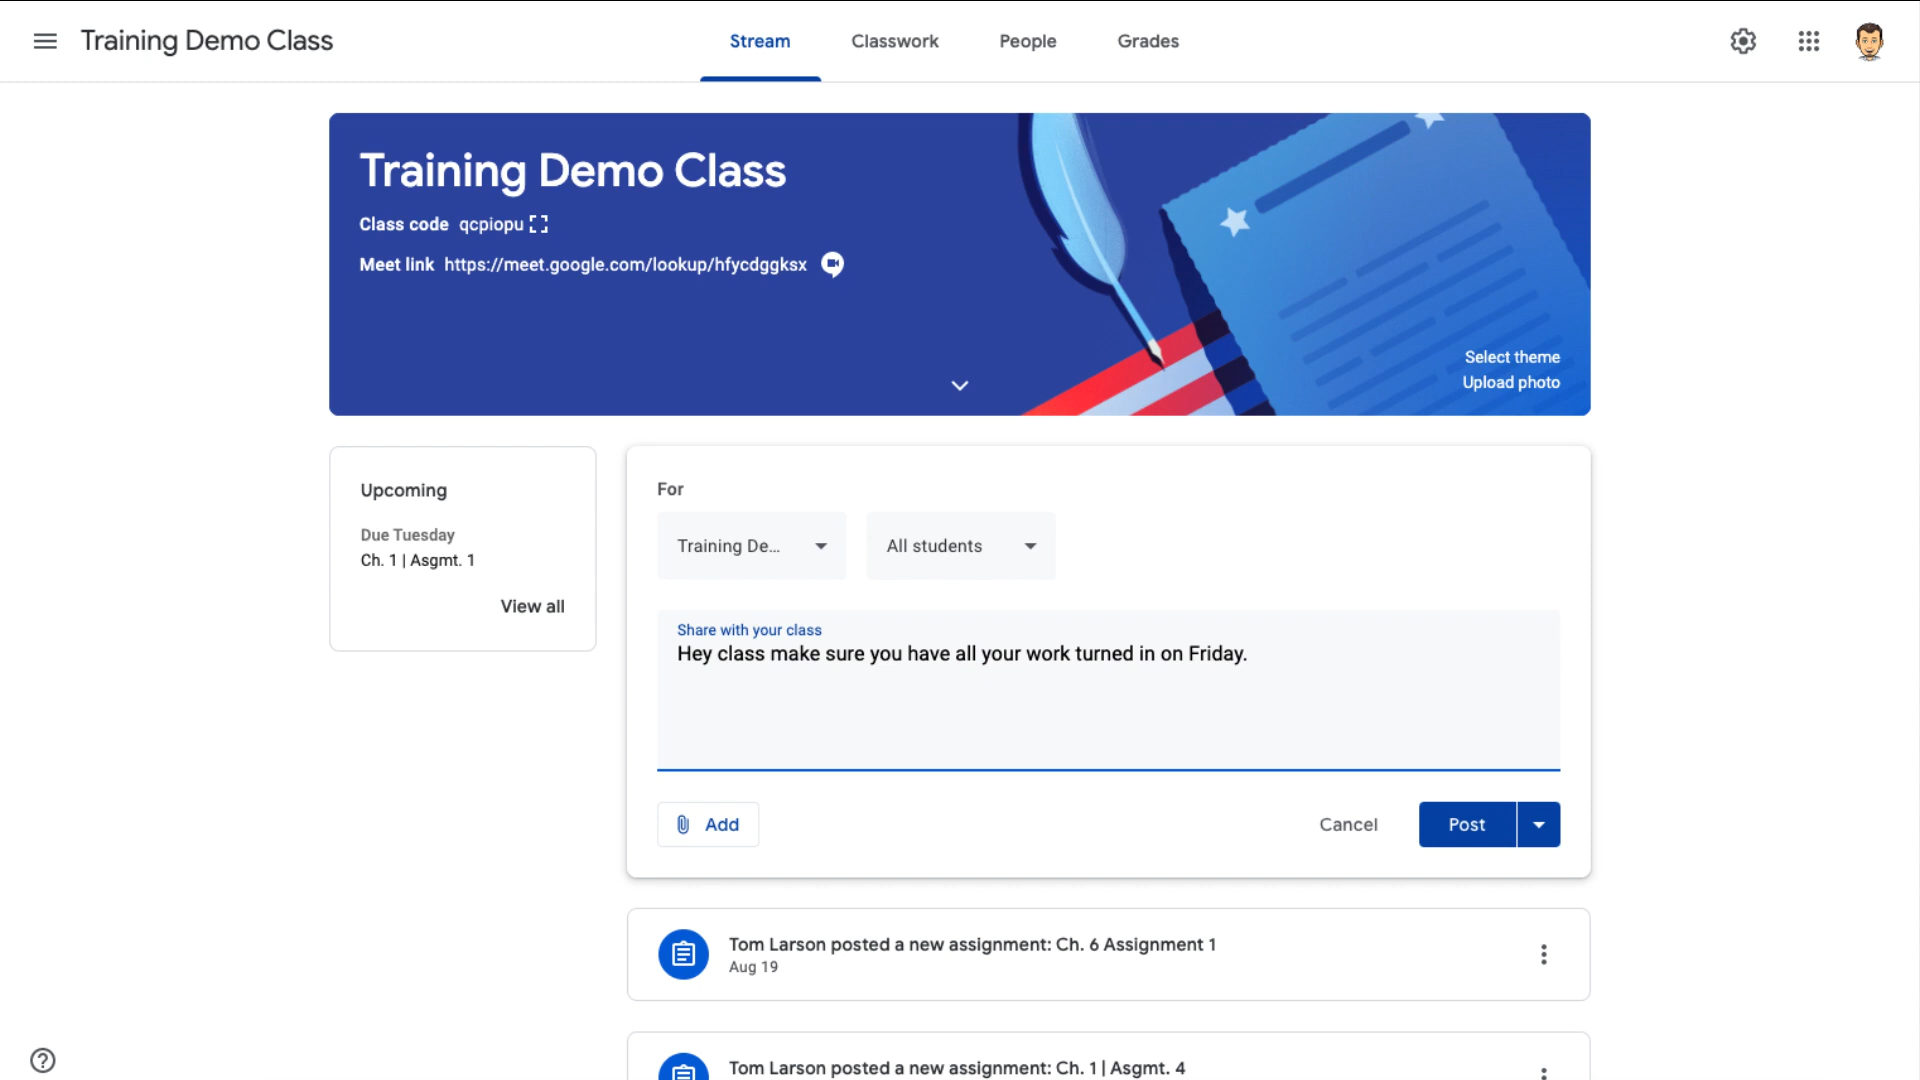 Training Demo Class
Stream
Classwork
People
Grades
Training Demo Class
Class code qcpiopu
Meet link https://meet.google.com/lookup/hfycdggksx
Select theme
Upload photo
Upcoming
Due Tuesday
Ch. 1 | Asgmt. 1
View all
For
Training De...
All students
Share with your class
Hey class make sure you have all your work turned in on Friday.
Add
Cancel
Post
Tom Larson posted a new assignment: Ch. 6 Assignment 1
Aug 19
Tom Larson posted a new assignment: Ch. 1 | Asgmt. 4